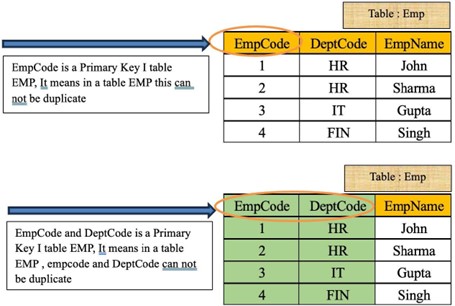 Table : Emp
EmpCode DeptCode EmpName
EmpCode is a Primary Key I table
EMP, It means in a table EMP this can
not be duplicate
1 HR John
2 HR Sharma
3 IT Gupta
4 FIN Singh
Table : Emp
EmpCode DeptCode EmpName
EmpCode and DeptCode is a Primary
Key I table EMP, It means in a table
EMP , empcode and DeptCode can not
be duplicate
1 HR John
2 HR Sharma
3 IT Gupta
4 FIN Singh